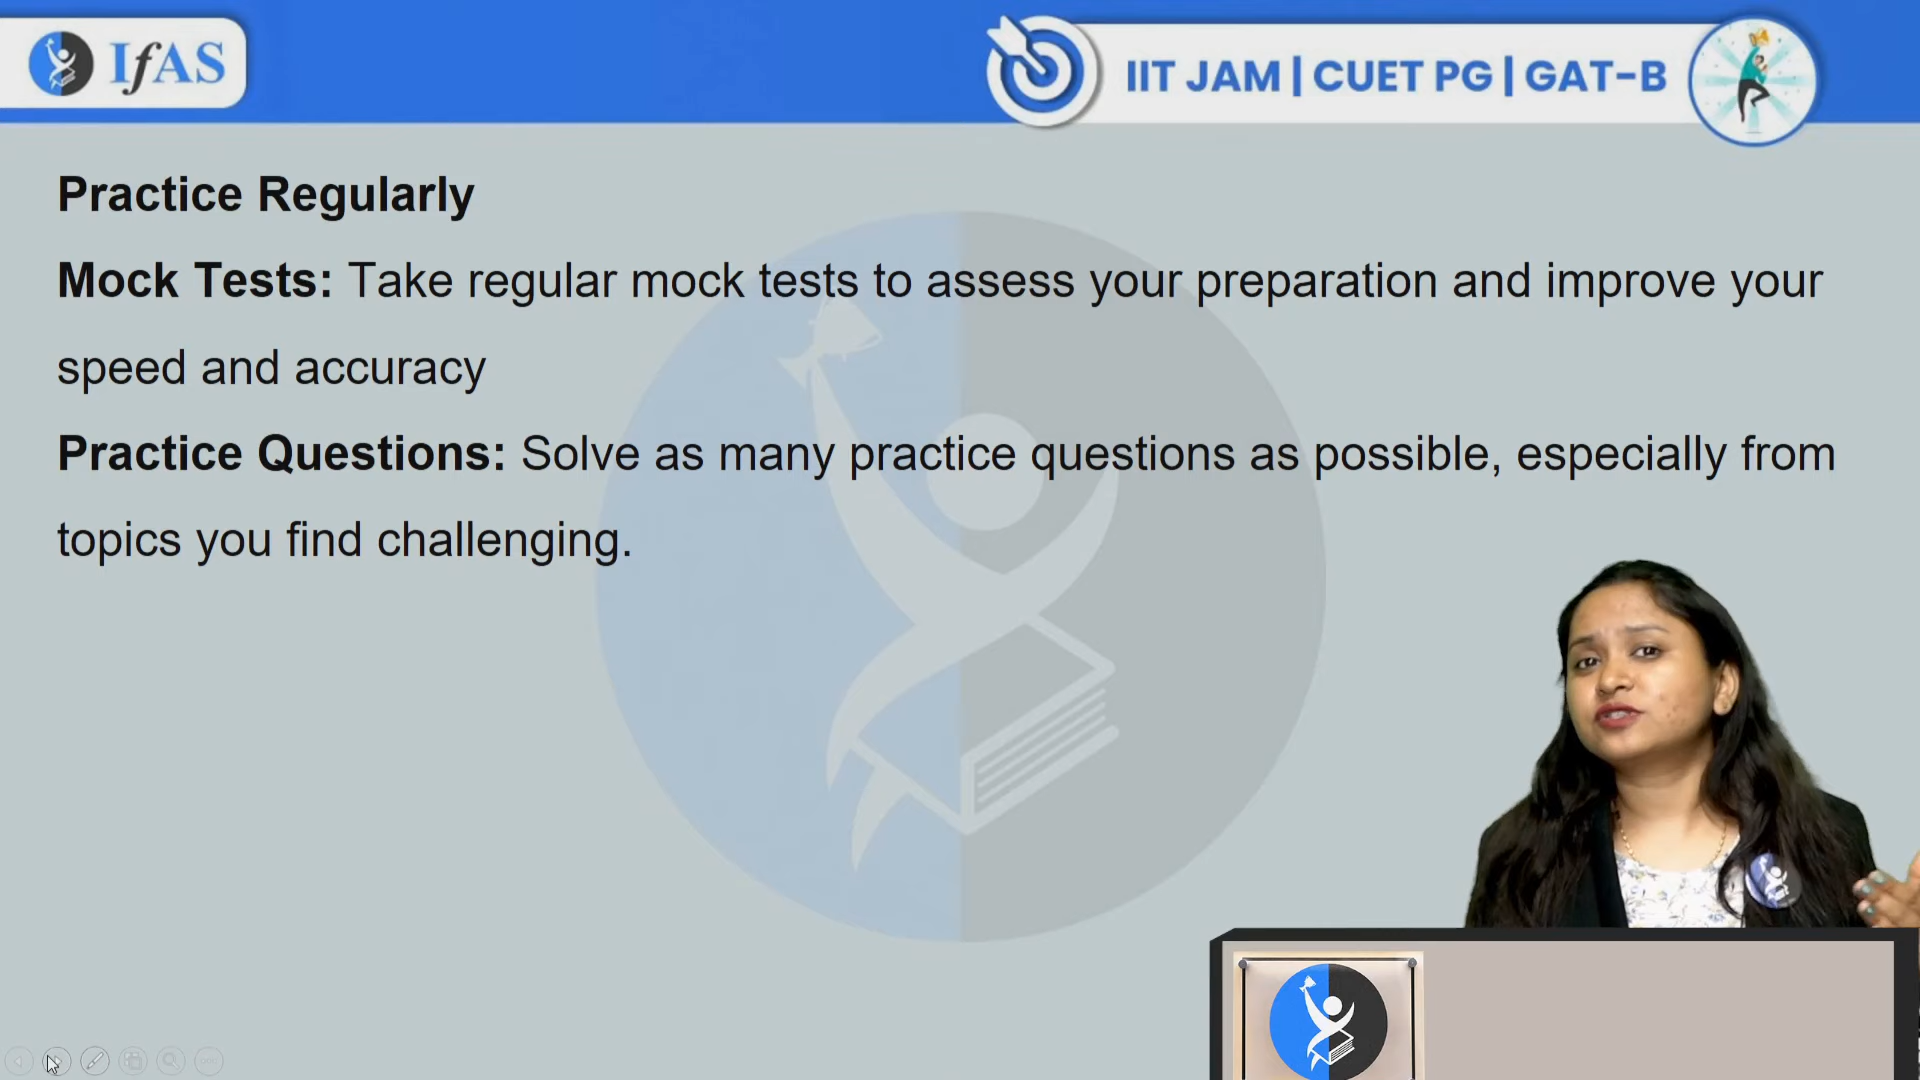 IfAS
IIT JAM | CUET PG | GAT-B
Practice Regularly
Mock Tests: Take regular mock tests to assess your preparation and improve your
speed and accuracy
Practice Questions: Solve as many practice questions as possible, especially from
topics you find challenging.